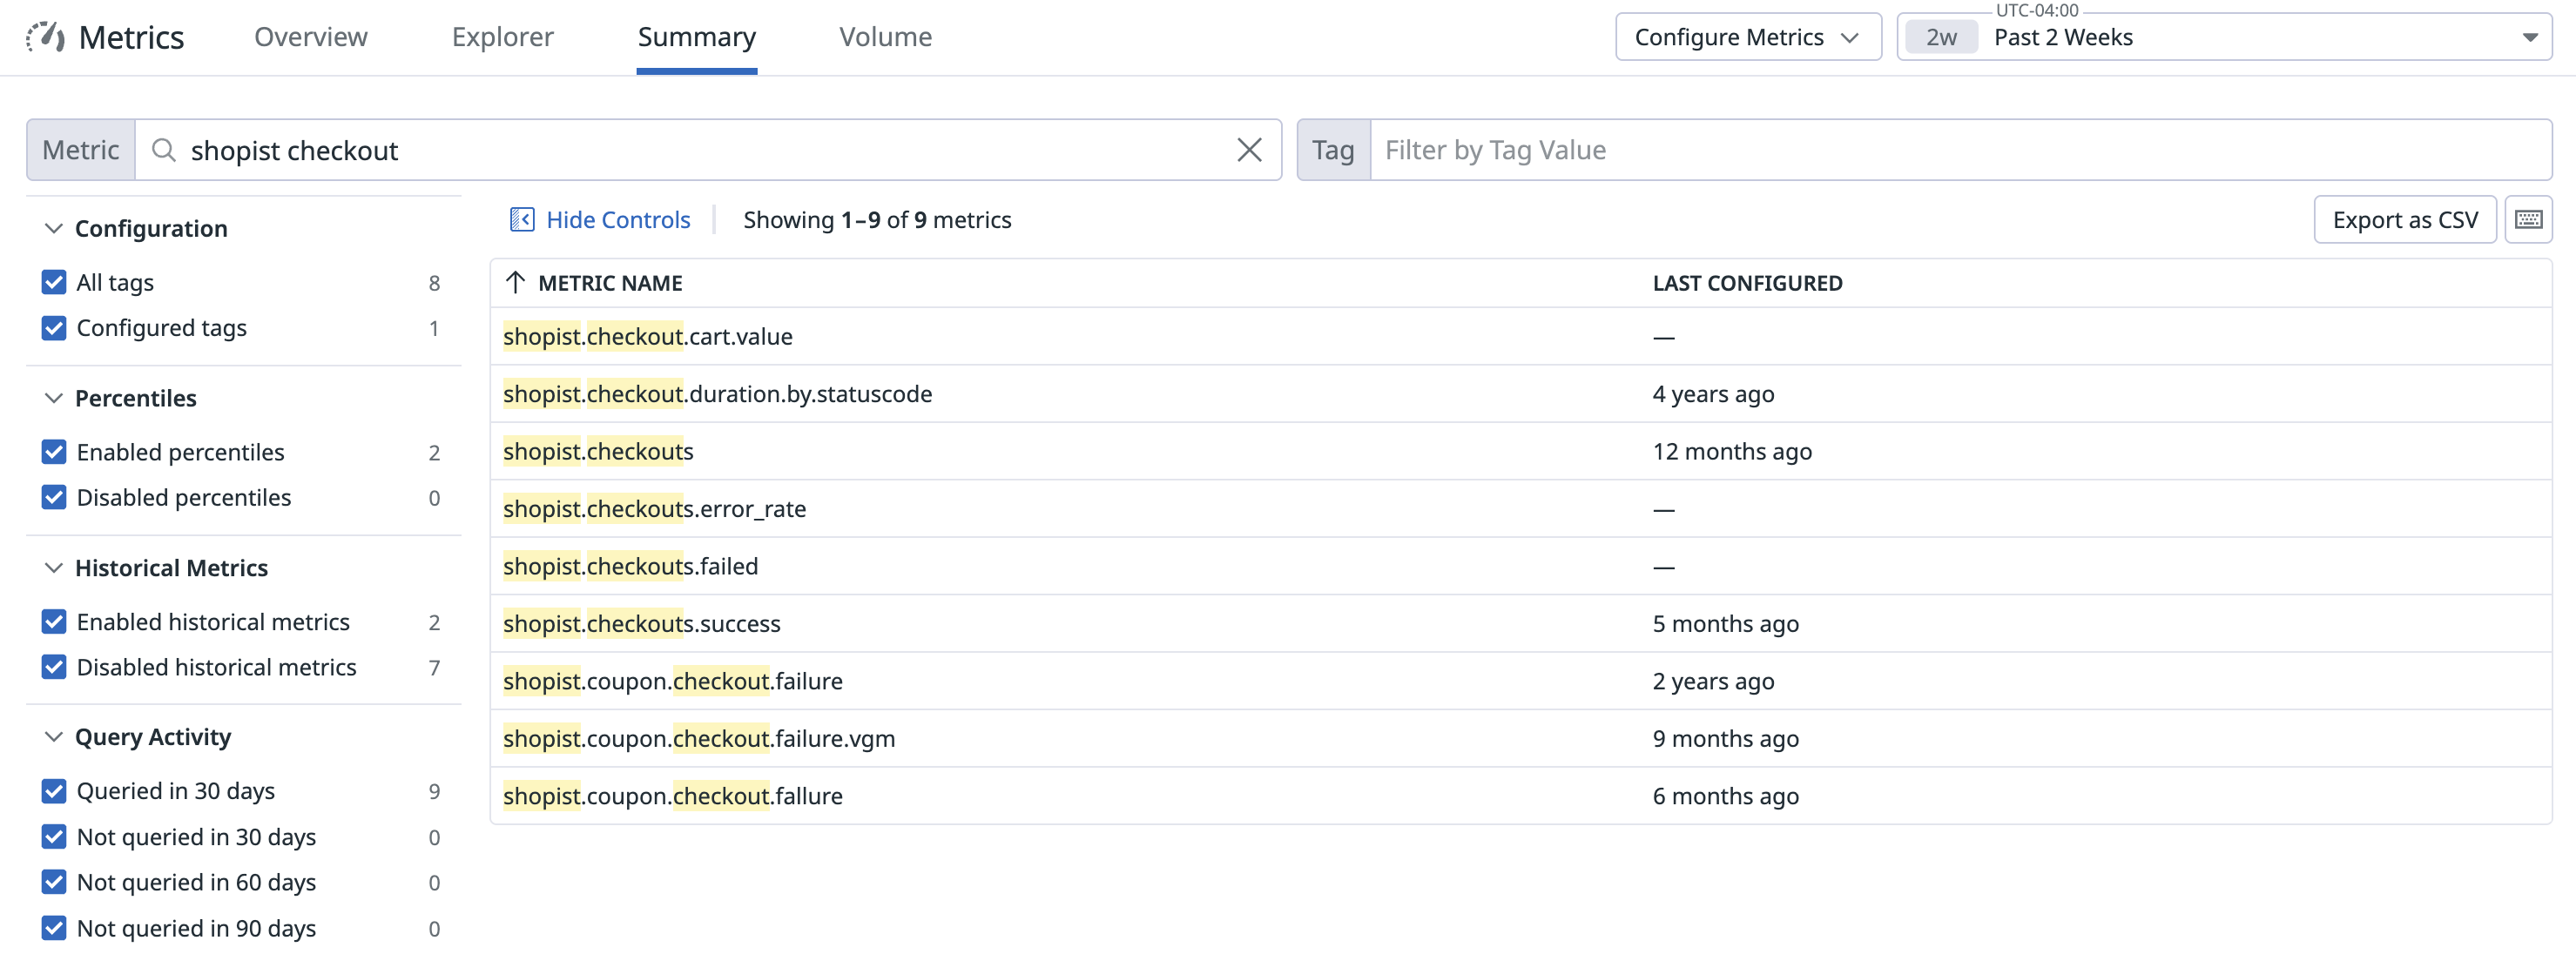 Metrics Overview Explorer Summary Volume Configure Metrics UTC-04:00 2w Past 2 Weeks
Metric shopist checkout Tag Filter by Tag Value
Configuration
All tags 8
Configured tags 1
Percentiles
Enabled percentiles 2
Disabled percentiles 0
Historical Metrics
Enabled historical metrics 2
Disabled historical metrics 7
Query Activity
Queried in 30 days 9
Not queried in 30 days 0
Not queried in 60 days 0
Not queried in 90 days 0
Hide Controls Showing 1–9 of 9 metrics Export as CSV
METRIC NAME LAST CONFIGURED
shopist.checkout.cart.value —
shopist.checkout.duration.by.statuscode 4 years ago
shopist.checkouts 12 months ago
shopist.checkouts.error_rate —
shopist.checkouts.failed —
shopist.checkouts.success 5 months ago
shopist.coupon.checkout.failure 2 years ago
shopist.coupon.checkout.failure.vgm 9 months ago
shopist.coupon.checkout.fallure 6 months ago